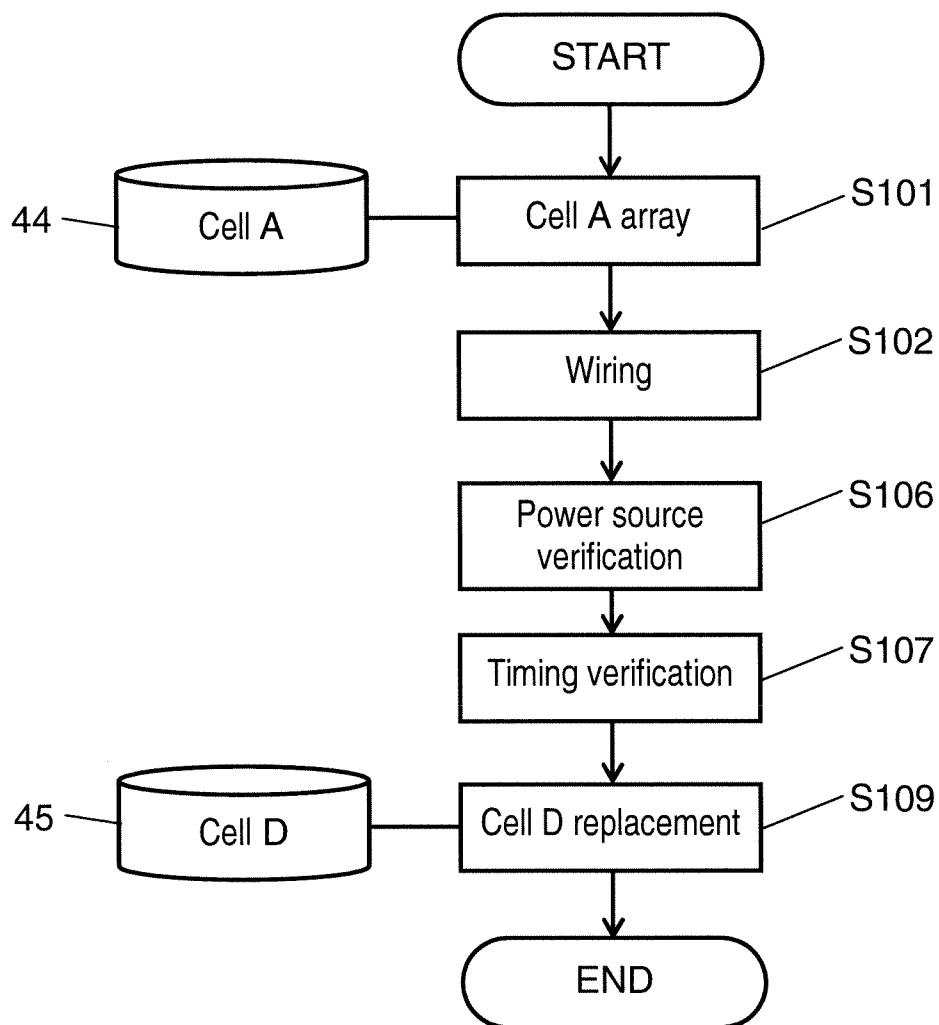 START
44
Cell A
Cell A array
S101
Wiring
S102
Power source
verification
S106
Timing verification
S107
45
Cell D
Cell D replacement
S109
END